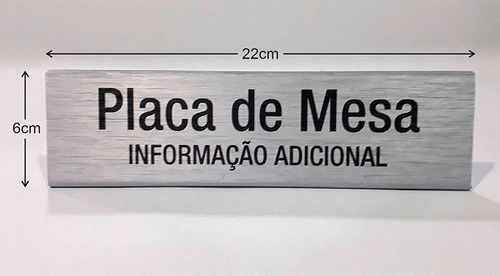 22cm
6cm
Placa de Mesa
INFORMAÇÃO ADICIONAL